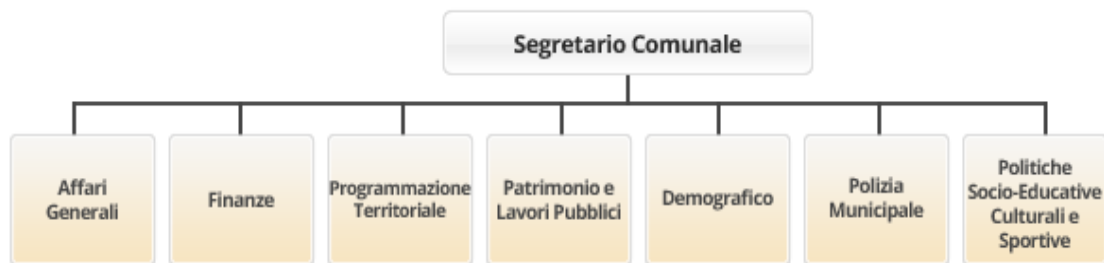 Segretario Comunale
Affari
Generali
Finanze
Programmazione
Territoriale
Patrimonio e
Lavori Pubblici
Demografico
Polizia
Municipale
Politiche
Socio-Educative
Culturali e
Sportive